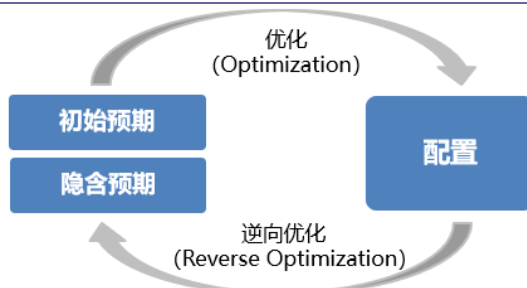 优化
(Optimization)
初始预期
隐含预期
配置
逆向优化
(Reverse Optimization)